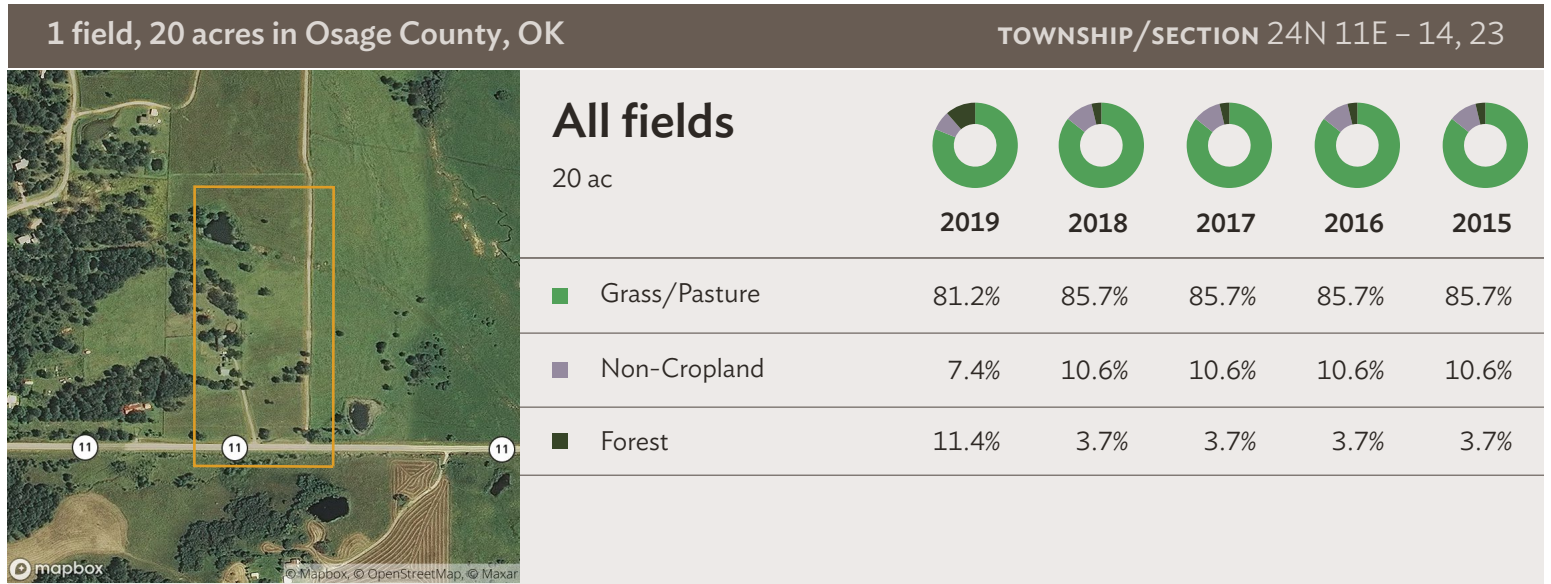 1 field, 20 acres in Osage County, OK
TOWNSHIP/SECTION 24N 11E – 14, 23
All fields
20 ac
2019 2018 2017 2016 2015
Grass/Pasture 81.2% 85.7% 85.7% 85.7% 85.7%
Non-Cropland 7.4% 10.6% 10.6% 10.6% 10.6%
Forest 11.4% 3.7% 3.7% 3.7% 3.7%
11 11 11
mapbox
© Mapbox, © OpenStreetMap, © Maxar